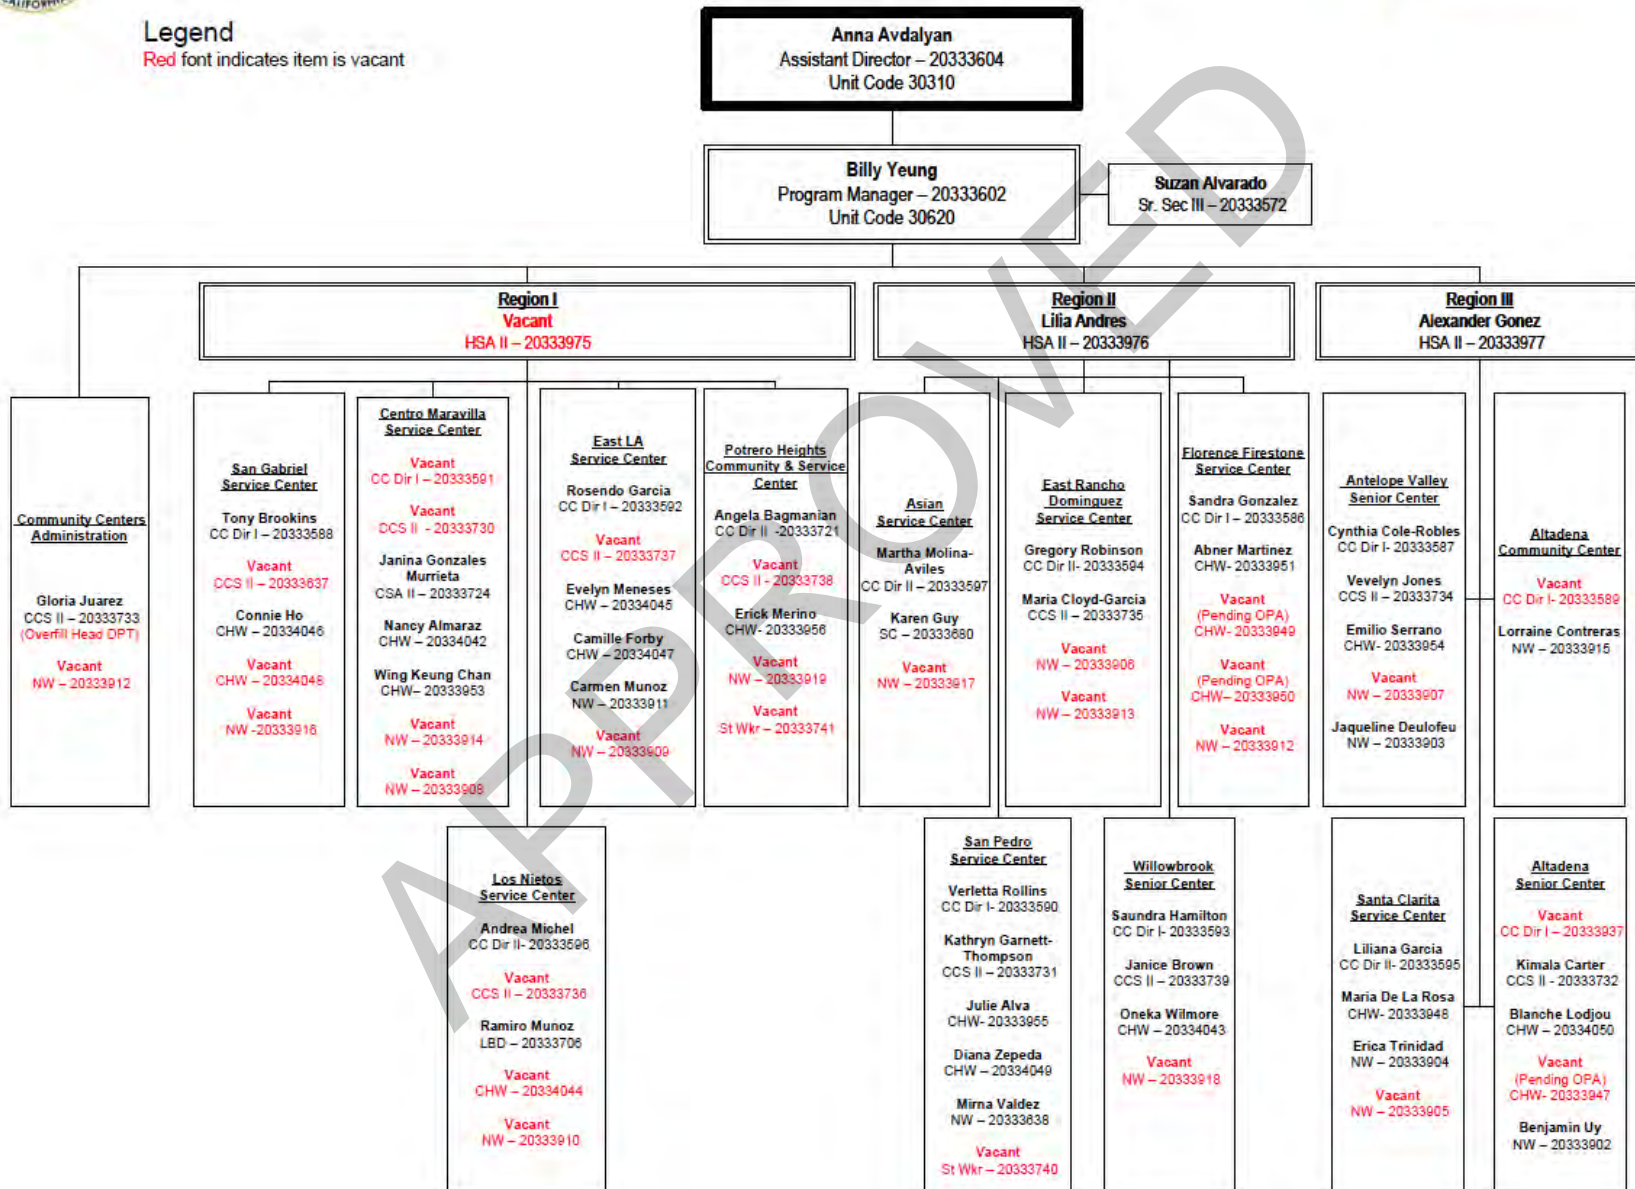 CALIFORNIA
Legend
Red font indicates item is vacant
Anna Avdalyan
Assistant Director – 20333604
Unit Code 30310
Billy Yeung
Program Manager – 20333602
Unit Code 30620
Suzan Alvarado
Sr. Sec III – 20333572
Region I
Vacant
HSA II – 20333975
Region II
Lilia Andres
HSA II – 20333976
Region III
Alexander Gonez
HSA II – 20333977
Community Centers
Administration
Gloria Juarez
CCS II – 20333733
(Overfill Head DPT)
Vacant
NW – 20333912
San Gabriel
Service Center
Tony Brookins
CC Dir I – 20333588
Vacant
CCS II – 20333637
Connie Ho
CHW – 20334046
Vacant
CHW – 20334048
Vacant
NW -20333916
Centro Maravilla
Service Center
Vacant
CC Dir I – 20333591
Vacant
CCS II - 20333730
Janina Gonzales
Murrieta
CSA II – 20333724
Nancy Almaraz
CHW – 20334042
Wing Keung Chan
CHW– 20333953
Vacant
NW – 20333914
Vacant
NW – 20333908
East LA
Service Center
Rosendo Garcia
CC Dir I – 20333592
Vacant
CCS II – 20333737
Evelyn Meneses
CHW – 20334045
Camille Forby
CHW – 20334047
Carmen Munoz
NW – 20333911
Vacant
NW – 20333909
Potrero Heights
Community & Service
Center
Angela Bagmanian
CC Dir II -20333721
Vacant
CCS II - 20333738
Erick Merino
CHW- 20333956
Vacant
NW – 20333919
Vacant
St Wkr – 20333741
Asian
Service Center
Martha Molina-
Aviles
CC Dir II – 20333597
Karen Guy
SC – 20333680
Vacant
NW – 20333917
East Rancho
Dominguez
Service Center
Gregory Robinson
CC Dir II- 20333594
Maria Cloyd-Garcia
CCS II – 20333735
Vacant
NW – 20333906
Vacant
NW – 20333913
Florence Firestone
Service Center
Sandra Gonzalez
CC Dir I – 20333586
Abner Martinez
CHW- 20333951
Vacant
(Pending OPA)
CHW- 20333949
Vacant
(Pending OPA)
CHW– 20333950
Vacant
NW – 20333912
Antelope Valley
Senior Center
Cynthia Cole-Robles
CC Dir I- 20333587
Vevelyn Jones
CCS II – 20333734
Emilio Serrano
CHW- 20333954
Vacant
NW – 20333907
Jaqueline Deulofeu
NW – 20333903
Altadena
Community Center
Vacant
CC Dir I- 20333589
Lorraine Contreras
NW – 20333915
Los Nietos
Service Center
Andrea Michel
CC Dir II- 20333596
Vacant
CCS II – 20333736
Ramiro Munoz
LBD – 20333706
Vacant
CHW – 20334044
Vacant
NW – 20333910
San Pedro
Service Center
Verletta Rollins
CC Dir I- 20333590
Kathryn Garnett-
Thompson
CCS II – 20333731
Julie Alva
CHW- 20333955
Diana Zepeda
CHW – 20334049
Mirna Valdez
NW – 20333638
Vacant
St Wkr – 20333740
Willowbrook
Senior Center
Saundra Hamilton
CC Dir I- 20333593
Janice Brown
CCS II – 20333739
Oneka Wilmore
CHW – 20334043
Vacant
NW – 20333918
Santa Clarita
Service Center
Liliana Garcia
CC Dir II- 20333595
Maria De La Rosa
CHW- 20333948
Erica Trinidad
NW – 20333904
Vacant
NW – 20333905
Altadena
Senior Center
Vacant
CC Dir I – 20333937
Kimala Carter
CCS II - 20333732
Blanche Lodjou
CHW – 20334050
Vacant
(Pending OPA)
CHW- 20333947
Benjamin Uy
NW – 20333902
APPROVED